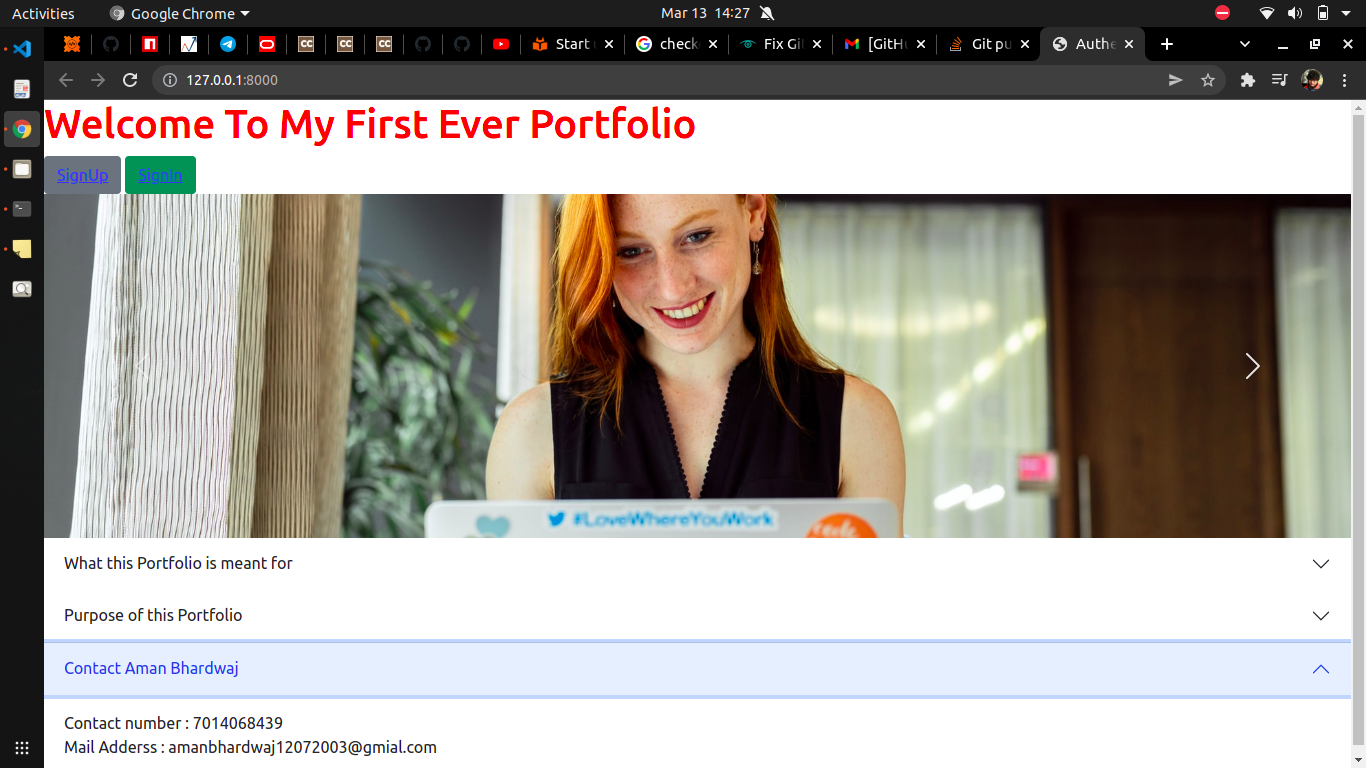 Activities
Google Chrome
Mar 13 14:27
Start
check
Fix Gi
[GitH
Git pu
Authe
127.0.0.1:8000
Welcome To My First Ever Portfolio
SignUp
SignIn
#LoveWhereYouWork
What this Portfolio is meant for
Purpose of this Portfolio
Contact Aman Bhardwaj
Contact number : 7014068439
Mail Adderss : amanbhardwaj12072003@gmial.com